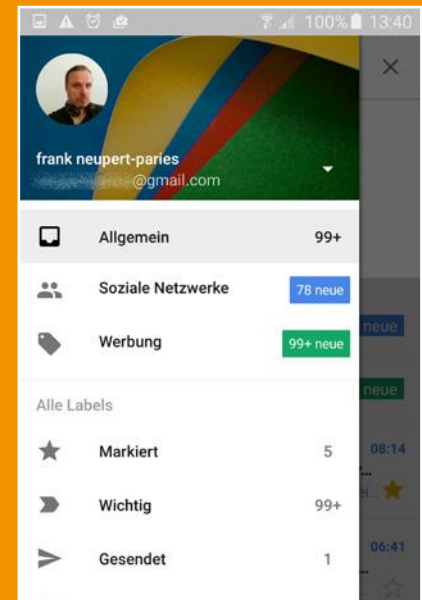 100% 13:40
frank neupert-paries
@gmail.com
Allgemein 99+
Soziale Netzwerke 78 neue
Werbung 99+ neue
neue
neue
Alle Labels
Markiert 5
08:14
Wichtig 99+
06:41
Gesendet 1